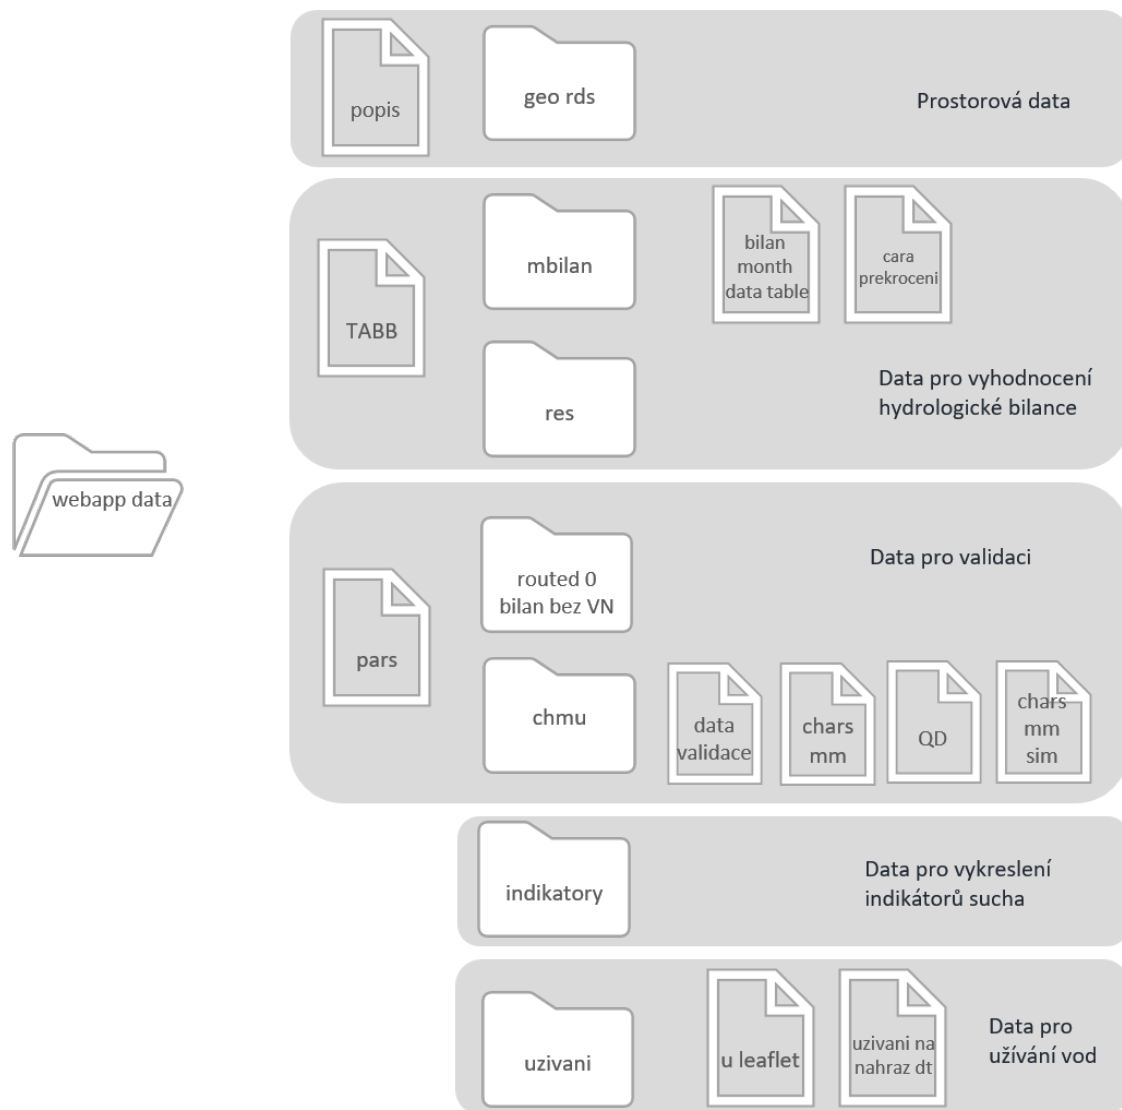 popis
geo rds
Prostorová data
mbilan
bilan
month
data table
cara
prekroceni
TABB
res
Data pro vyhodnocení
hydrologické bilance
webapp data
routed 0
bilan bez VN
Data pro validaci
pars
chmu
data
validace
chars
mm
QD
chars
mm
sim
indikatory
Data pro vykreslení
indikátorů sucha
uzivani
u leaflet
uzivani na
nahraz dt
Data pro
užívání vod